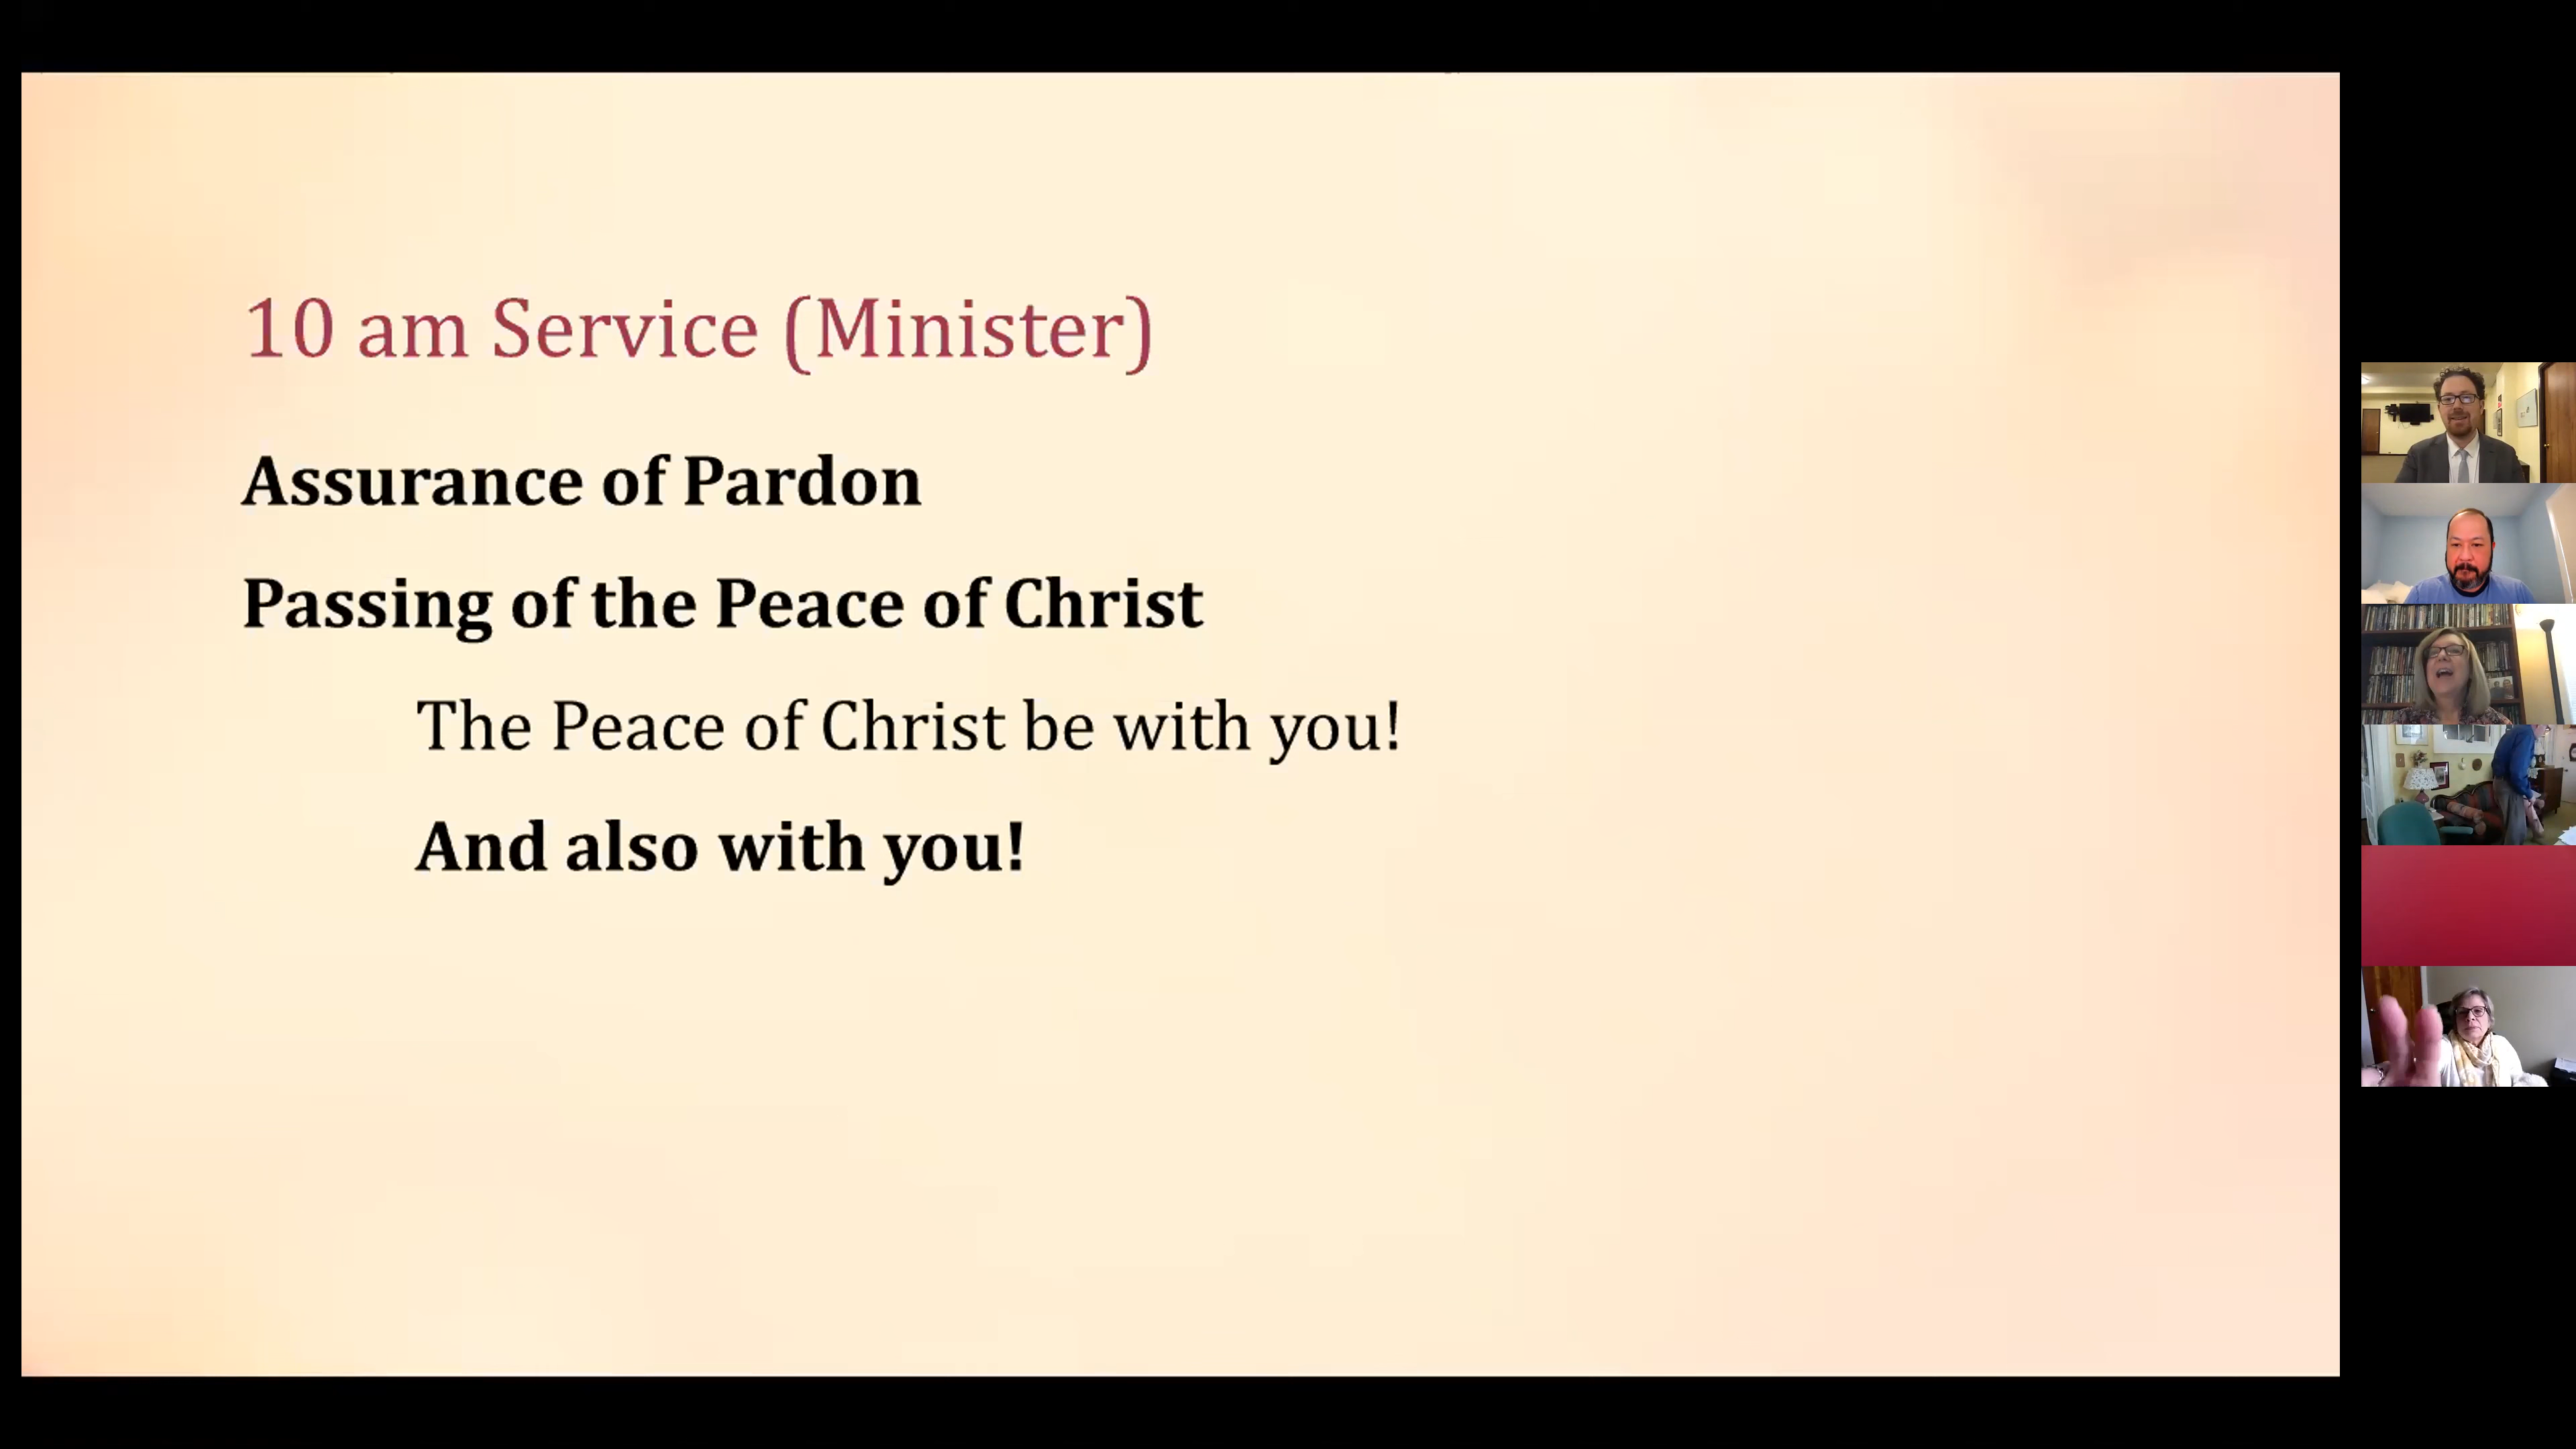 10 am Service (Minister)
Assurance of Pardon
Passing of the Peace of Christ
The Peace of Christ be with you!
And also with you!